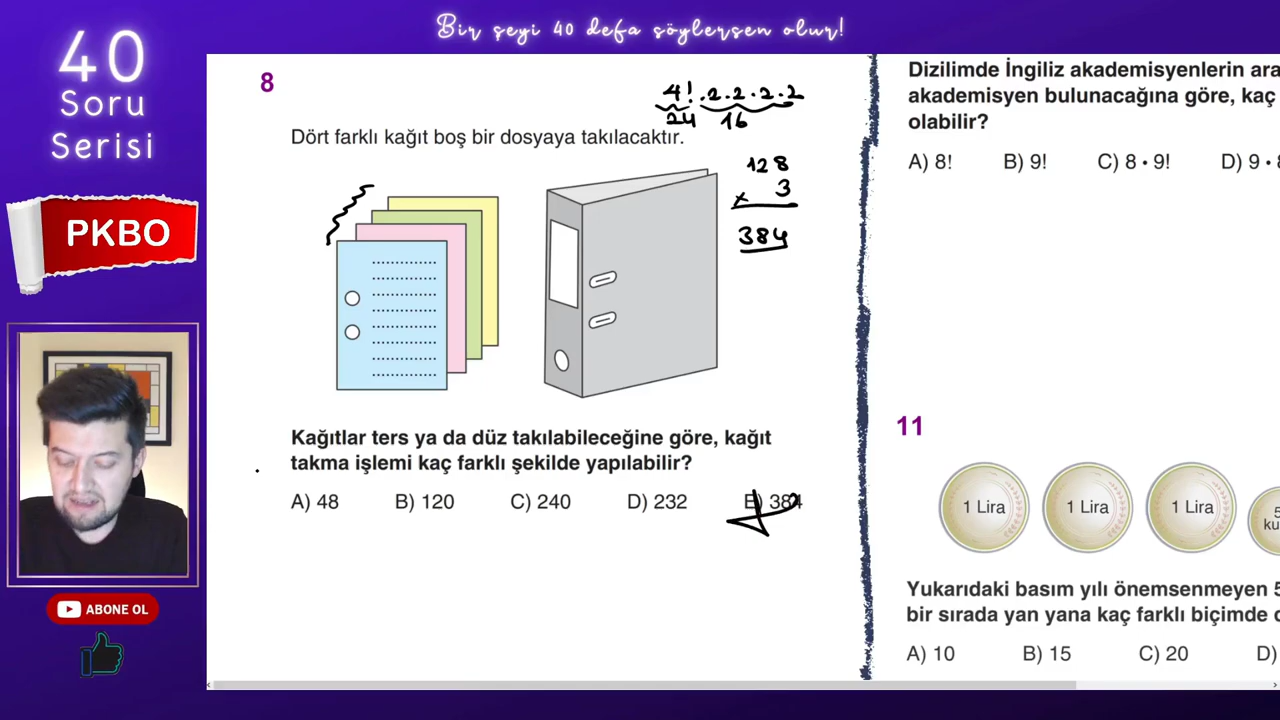 Bir şeyi 40 defa söylersen olur!
40
Soru
Serisi
PKBO
ABONE OL
8
4! . 2 . 2 . 2 . 2
24 16
Dört farklı kağıt boş bir dosyaya takılacaktır.
128
x 3
384
Kağıtlar ters ya da düz takılabileceğine göre, kağıt
takma işlemi kaç farklı şekilde yapılabilir?
A) 48 B) 120 C) 240 D) 232 E) 384
Dizilimde İngiliz akademisyenlerin ara
akademisyen bulunacağına göre, kaç
olabilir?
A) 8! B) 9! C) 8 • 9! D) 9 • 8
11
1 Lira 1 Lira 1 Lira 5
ku
Yukarıdaki basım yılı önemsenmeyen 5
bir sırada yan yana kaç farklı biçimde d
A) 10 B) 15 C) 20 D)